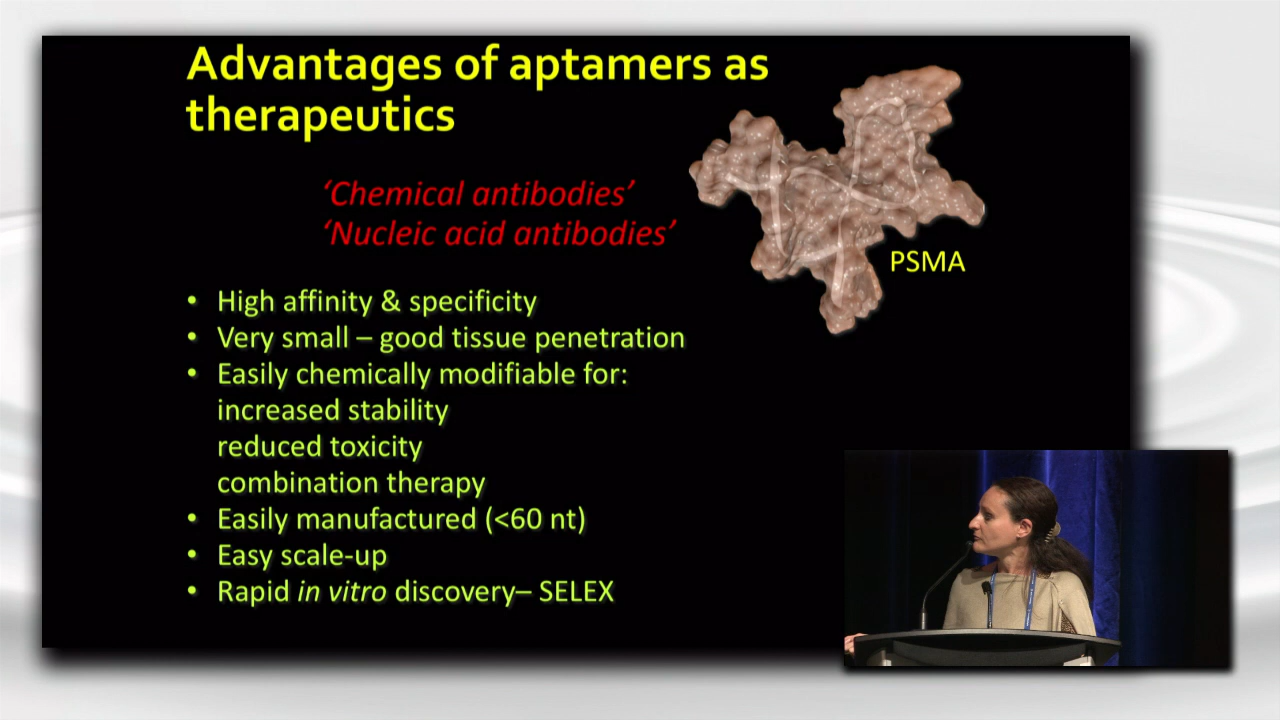 Advantages of aptamers as
therapeutics
‘Chemical antibodies’
‘Nucleic acid antibodies’
PSMA
• High affinity & specificity
• Very small – good tissue penetration
• Easily chemically modifiable for:
increased stability
reduced toxicity
combination therapy
• Easily manufactured (<60 nt)
• Easy scale-up
• Rapid in vitro discovery– SELEX